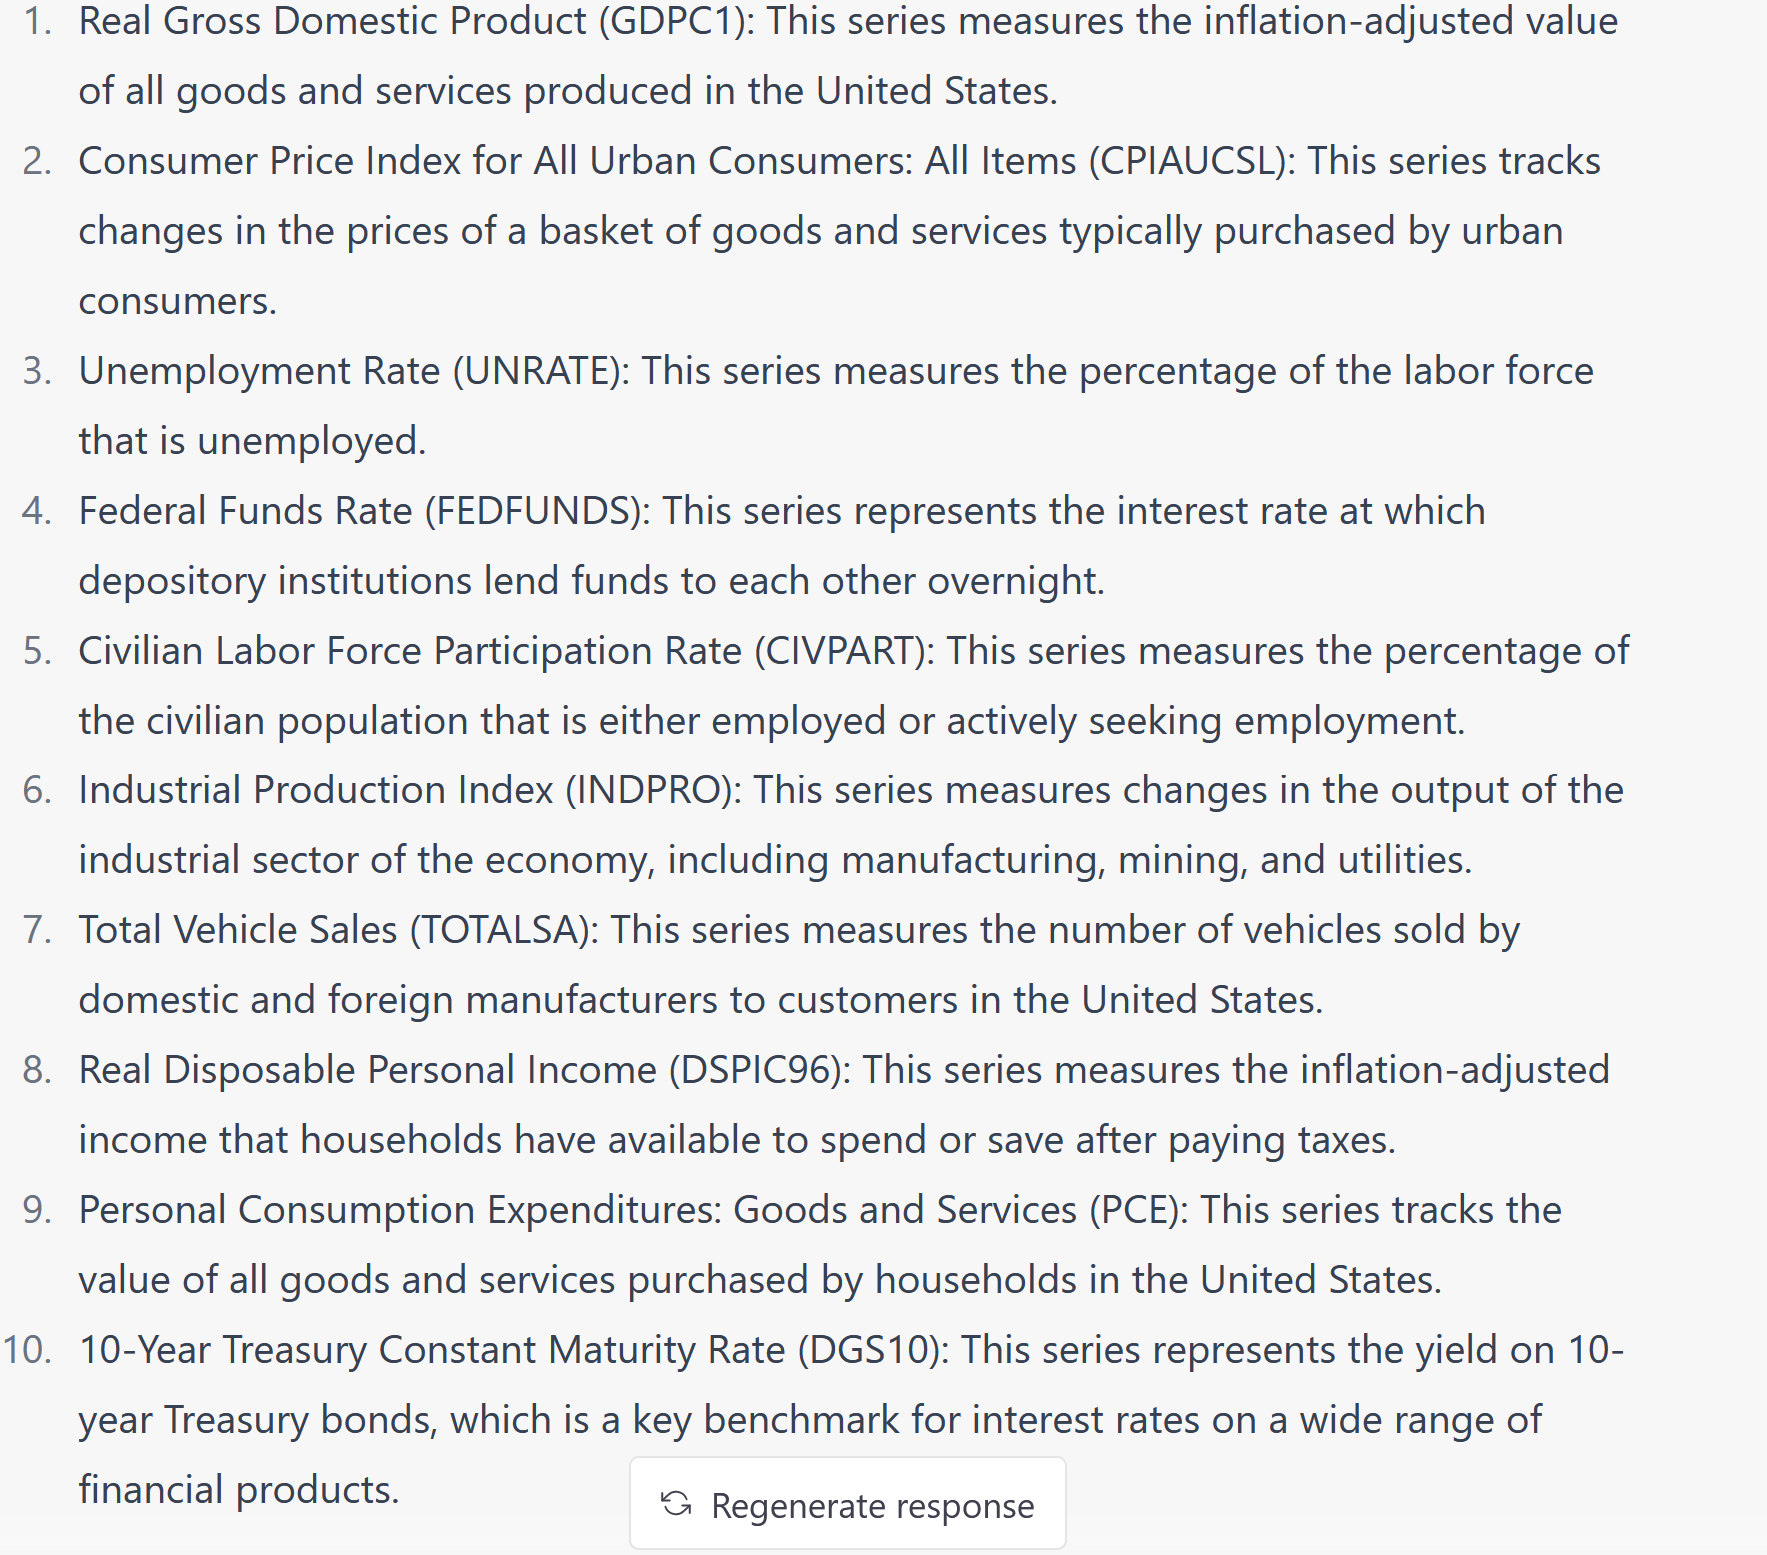 1. Real Gross Domestic Product (GDPC1): This series measures the inflation-adjusted value
of all goods and services produced in the United States.
2. Consumer Price Index for All Urban Consumers: All Items (CPIAUCSL): This series tracks
changes in the prices of a basket of goods and services typically purchased by urban
consumers.
3. Unemployment Rate (UNRATE): This series measures the percentage of the labor force
that is unemployed.
4. Federal Funds Rate (FEDFUNDS): This series represents the interest rate at which
depository institutions lend funds to each other overnight.
5. Civilian Labor Force Participation Rate (CIVPART): This series measures the percentage of
the civilian population that is either employed or actively seeking employment.
6. Industrial Production Index (INDPRO): This series measures changes in the output of the
industrial sector of the economy, including manufacturing, mining, and utilities.
7. Total Vehicle Sales (TOTALSA): This series measures the number of vehicles sold by
domestic and foreign manufacturers to customers in the United States.
8. Real Disposable Personal Income (DSPIC96): This series measures the inflation-adjusted
income that households have available to spend or save after paying taxes.
9. Personal Consumption Expenditures: Goods and Services (PCE): This series tracks the
value of all goods and services purchased by households in the United States.
10. 10-Year Treasury Constant Maturity Rate (DGS10): This series represents the yield on 10-
year Treasury bonds, which is a key benchmark for interest rates on a wide range of
financial products.
Regenerate response